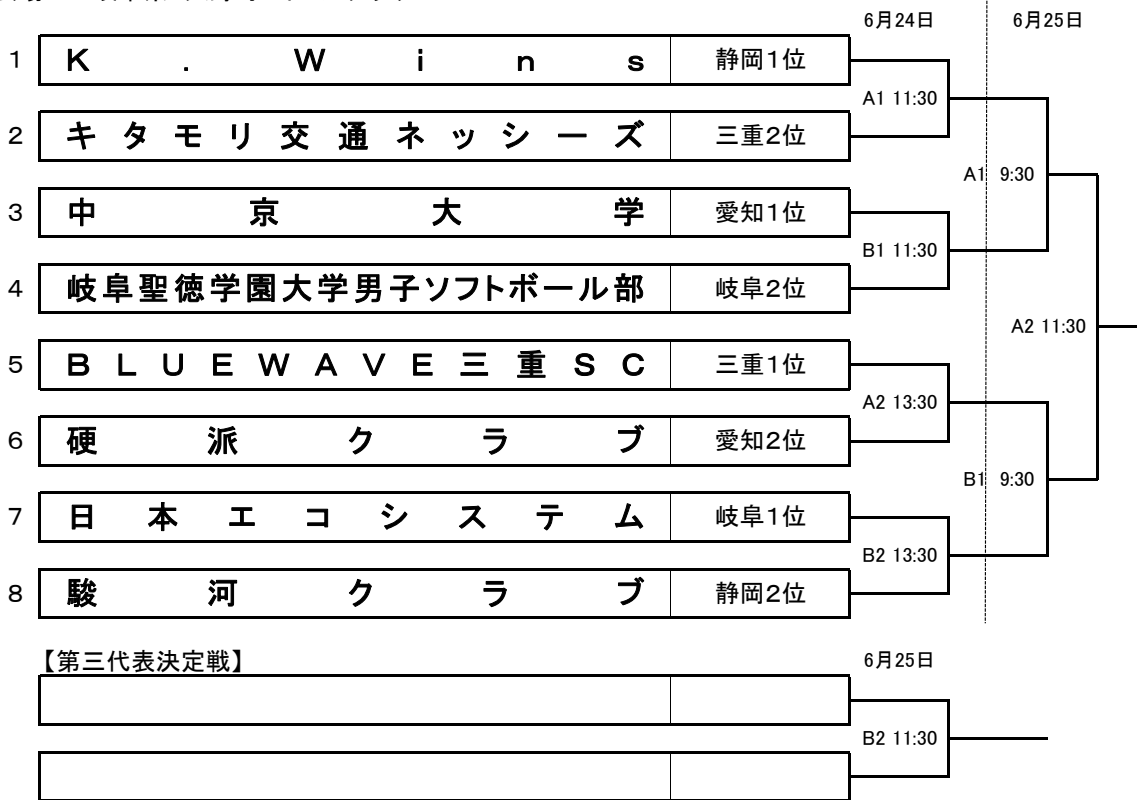 6月24日 6月25日
1 K.Wins 静岡1位
A1 11:30
2 キタモリ交通ネッシーズ 三重2位
A1 9:30
3 中京大学 愛知1位
B1 11:30
4 岐阜聖徳学園大学男子ソフトボール部 岐阜2位
A2 11:30
5 BLUEWAVE三重SC 三重1位
A2 13:30
6 硬派クラブ 愛知2位
B1 9:30
7 日本エコシステム 岐阜1位
B2 13:30
8 駿河クラブ 静岡2位
【第三代表決定戦】 6月25日
B2 11:30